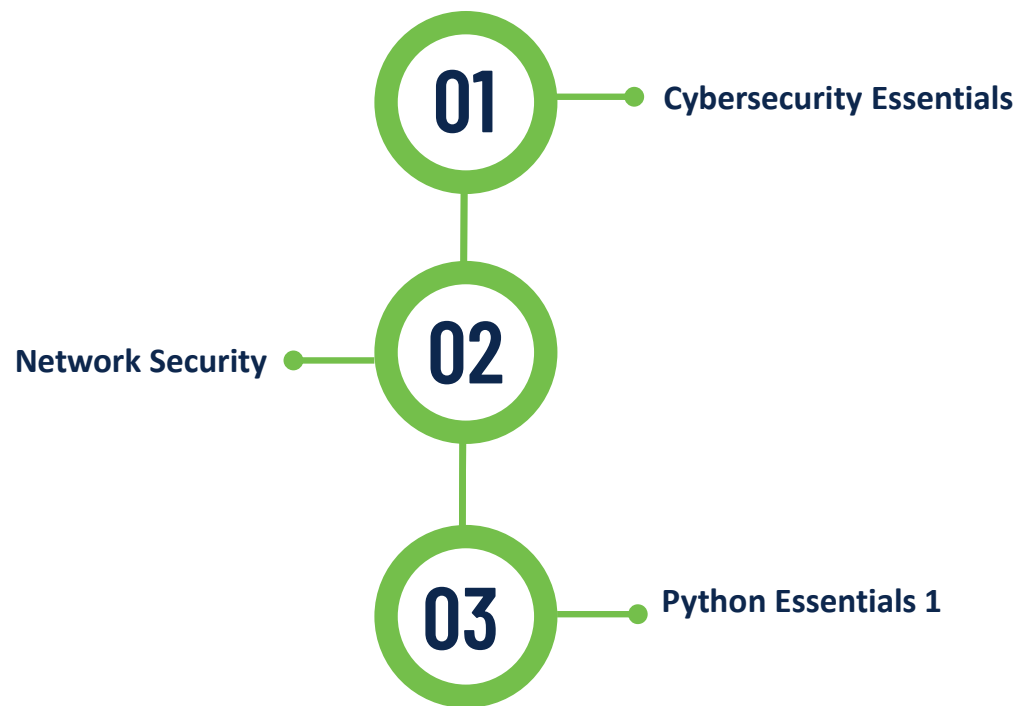 01
Cybersecurity Essentials
Network Security
02
03
Python Essentials 1